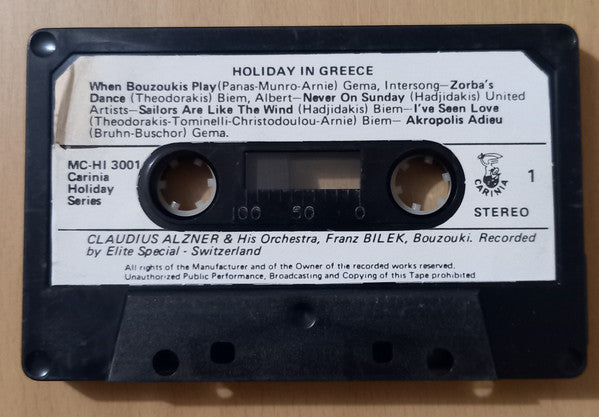 HOLIDAY IN GREECE
When Bouzoukis Play(Panas-Munro-Arnie) Gema, Intersong—Zorba's
Dance (Theodorakis) Biem, Albert—Never On Sunday (Hadjidakis) United
Artists—Sailors Are Like The Wind (Hadjidakis) Biem—I've Seen Love
(Theodorakis-Tominelli-Christodoulou-Arnie) Biem— Akropolis Adieu
(Bruhn-Buschor) Gema.
MC-HI 3001
Carinia
Holiday
Series
100 50 0
CARINIA
1
STEREO
CLAUDIUS ALZNER & His Orchestra, Franz BILEK, Bouzouki. Recorded
by Elite Special - Switzerland
All rights of the Manufacturer and of the Owner of the recorded works reserved.
Unauthorized Public Performance, Broadcasting and Copying of this Tape prohibited